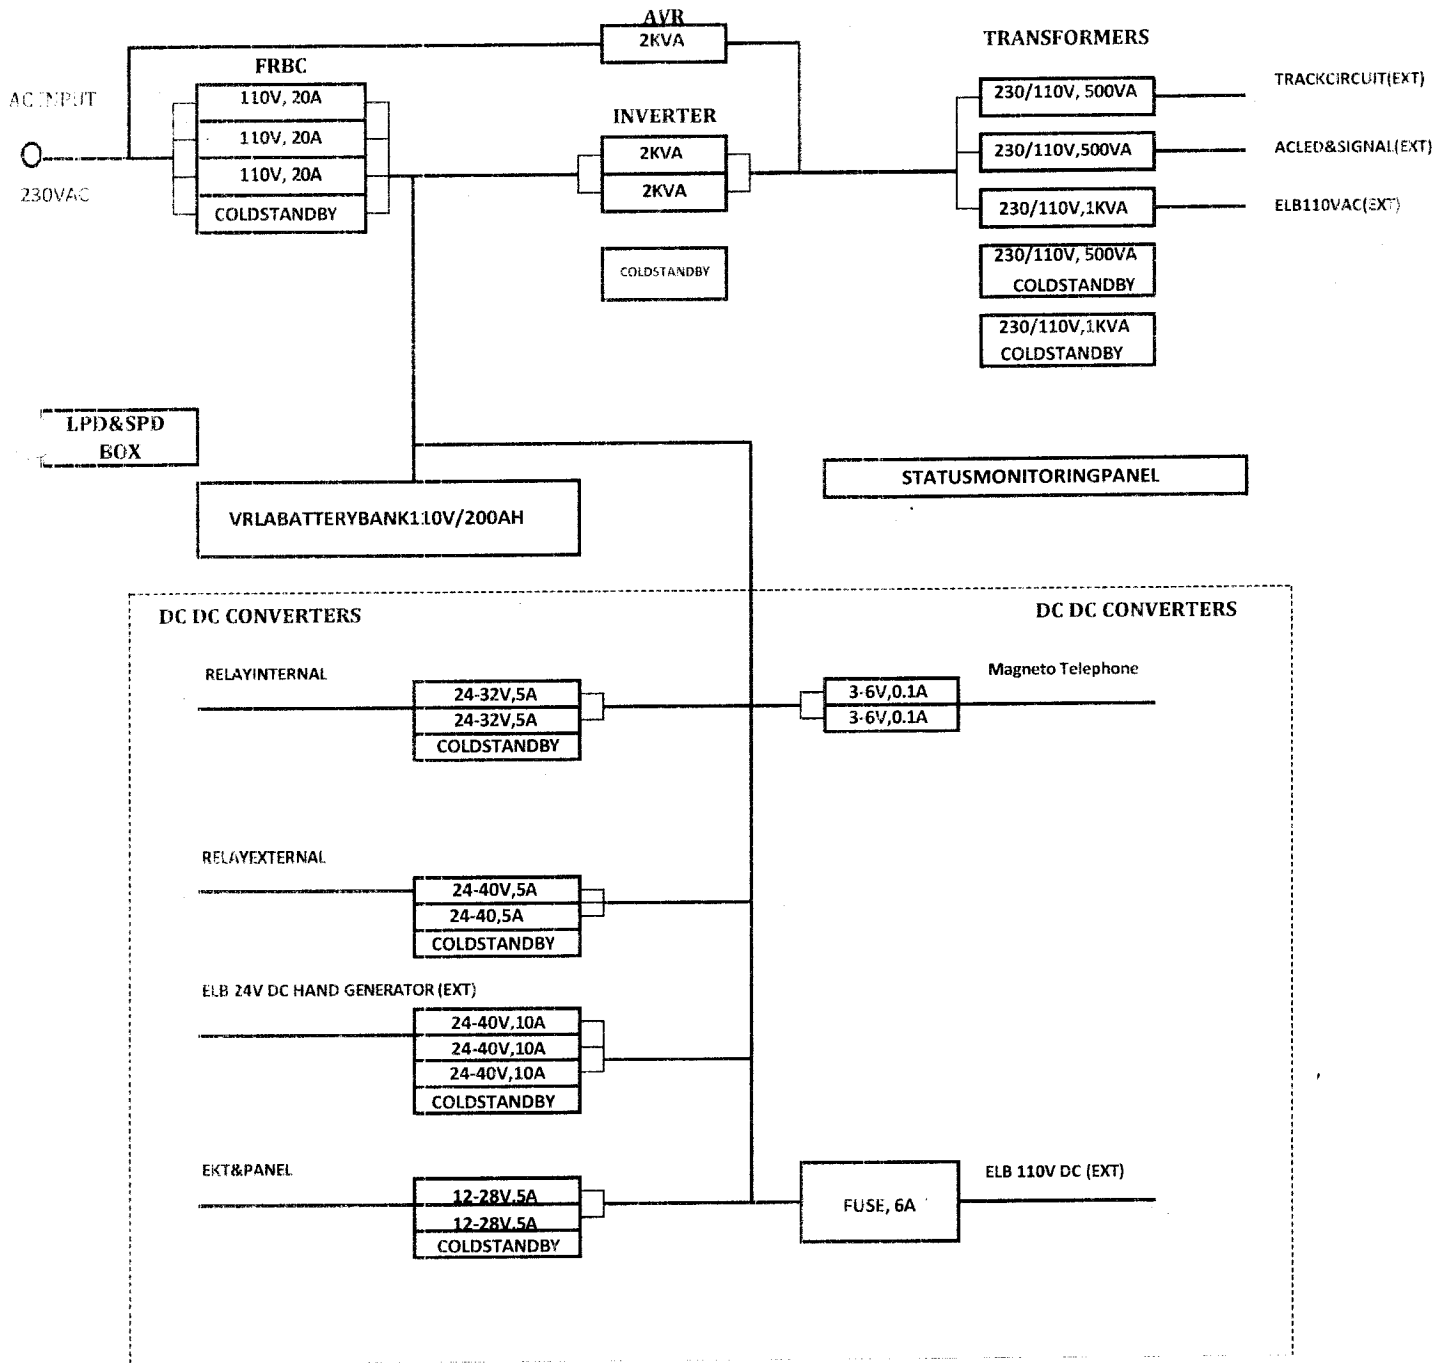 AVR
2KVA
TRANSFORMERS
FRBC
AC INPUT
110V, 20A
110V, 20A
110V, 20A
COLDSTANDBY
230VAC
INVERTER
2KVA
2KVA
COLDSTANDBY
230/110V, 500VA
TRACKCIRCUIT(EXT)
230/110V,500VA
ACLED&SIGNAL(EXT)
230/110V,1KVA
ELB110VAC(EXT)
230/110V, 500VA
COLDSTANDBY
230/110V,1KVA
COLDSTANDBY
LPD&SPD
BOX
STATUSMONITORINGPANEL
VRLABATTERYBANK110V/200AH
DC DC CONVERTERS
DC DC CONVERTERS
RELAYINTERNAL
24-32V,5A
24-32V,5A
COLDSTANDBY
3-6V,0.1A
3-6V,0.1A
Magneto Telephone
RELAYEXTERNAL
24-40V,5A
24-40,5A
COLDSTANDBY
ELB 24V DC HAND GENERATOR (EXT)
24-40V,10A
24-40V,10A
24-40V,10A
COLDSTANDBY
EKT&PANEL
12-28V.5A
12-28V.5A
COLDSTANDBY
FUSE, 6A
ELB 110V DC (EXT)